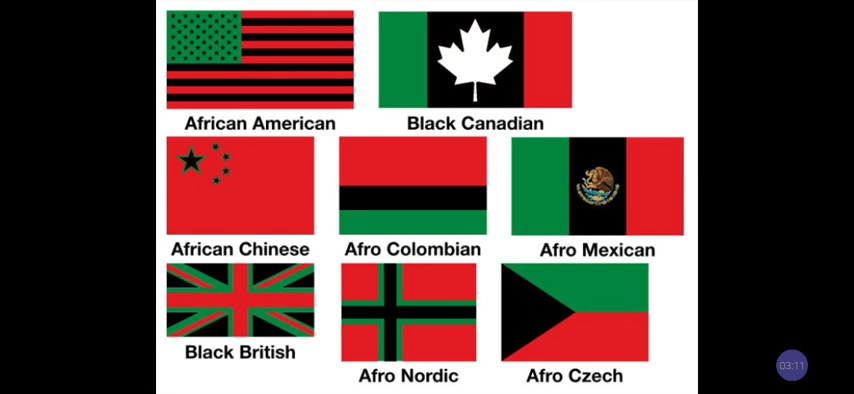 African American
Black Canadian
African Chinese
Afro Colombian
Afro Mexican
Black British
Afro Nordic
Afro Czech
03:11